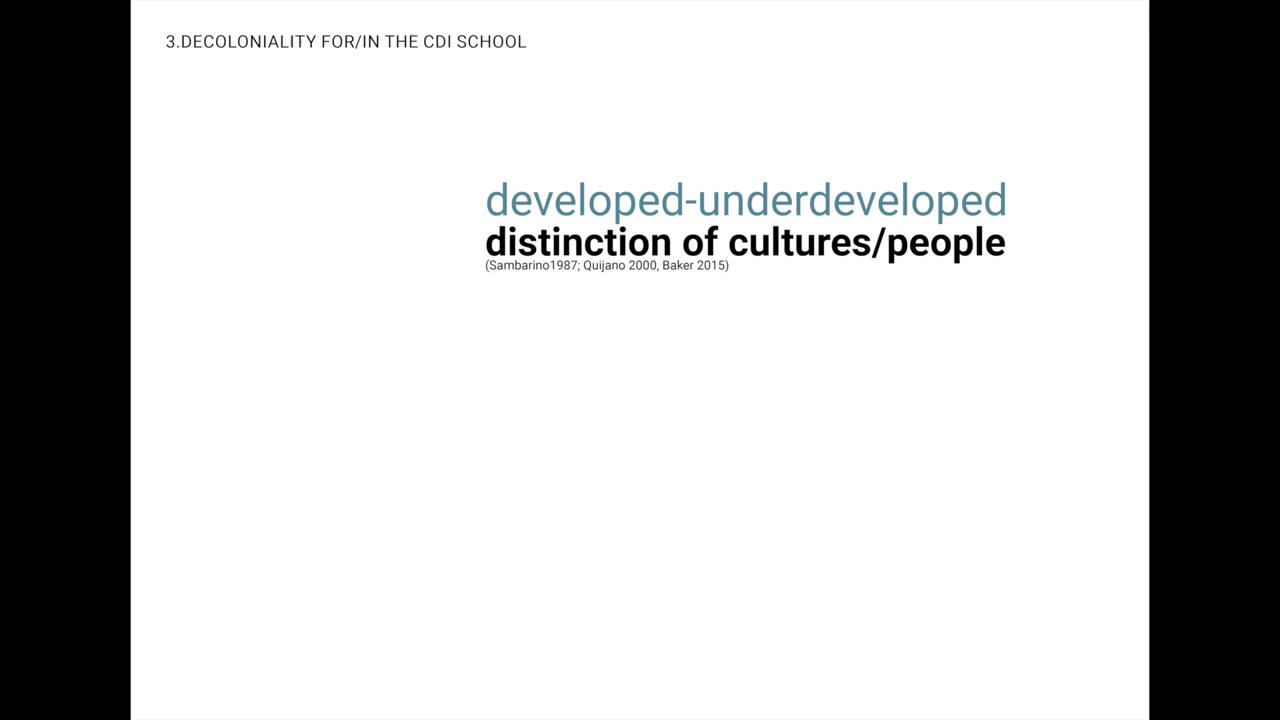 3.DECOLONIALITY FOR/IN THE CDI SCHOOL
developed-underdeveloped
distinction of cultures/people
(Sambarino1987; Quijano 2000, Baker 2015)